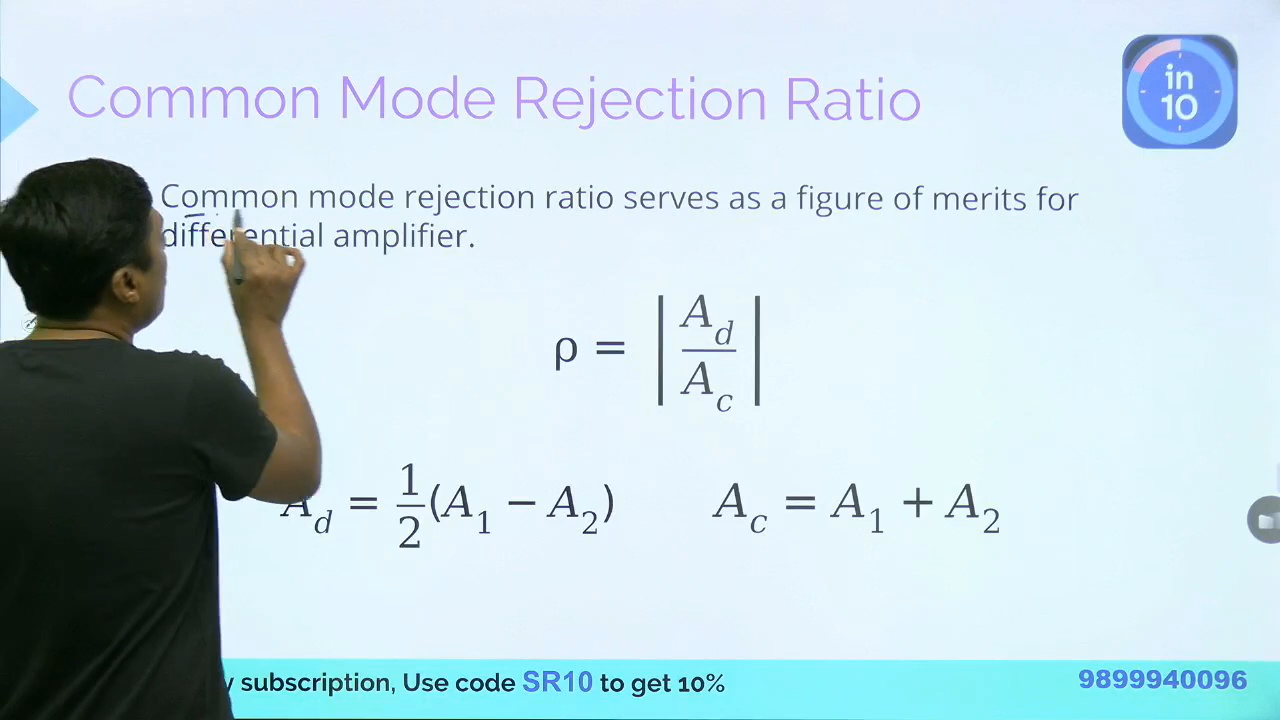 Common Mode Rejection Ratio
in
10
Common mode rejection ratio serves as a figure of merits for
differential amplifier.
ρ = | A_d / A_c |
A_d = 1/2 (A_1 − A_2)
A_c = A_1 + A_2
subscription, Use code SR10 to get 10%
9899940096